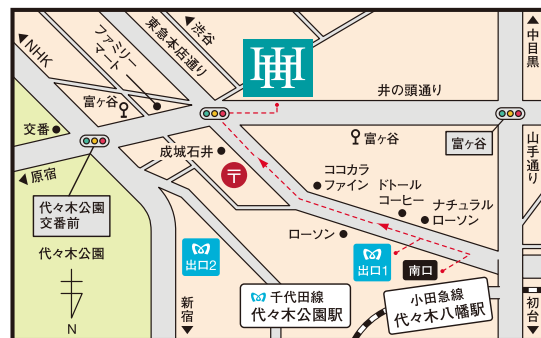 NHK
渋谷
東急本店通り
ファミリー
マート
HH
中目黒
井の頭通り
富ヶ谷
交番
富ヶ谷
富ヶ谷
山手通り
成城石井
〒
原宿
ココカラ
ファイン
ドトール
コーヒー
ナチュラル
ローソン
代々木公園
交番前
ローソン
代々木公園
出口2
出口1
南口
千代田線
代々木公園駅
小田急線
代々木八幡駅
新宿
初台
N